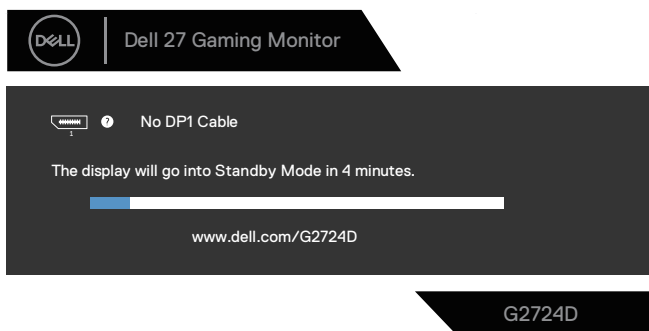 DELL
Dell 27 Gaming Monitor
? No DP1 Cable
1
The display will go into Standby Mode in 4 minutes.
www.dell.com/G2724D
G2724D